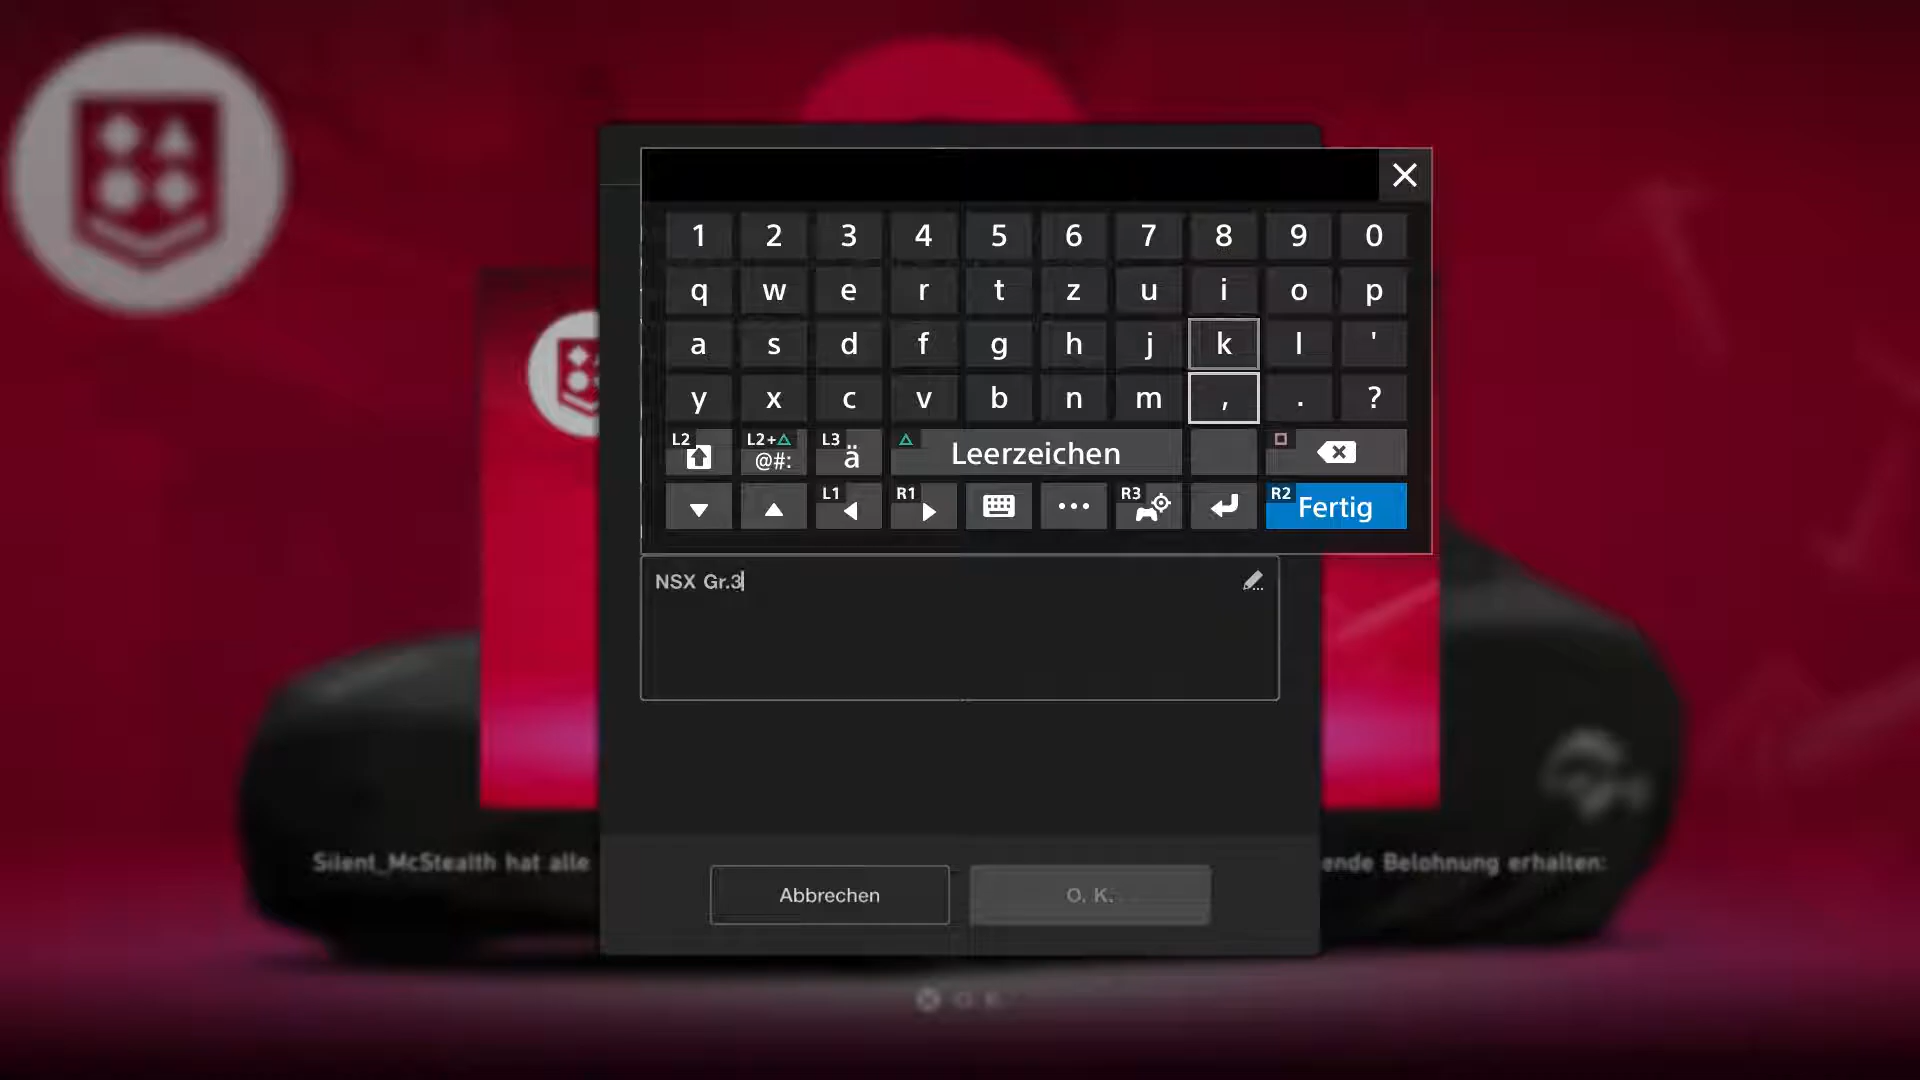 1 2 3 4 5 6 7 8 9 0
q w e r t z u i o p
a s d f g h j k l '
y x c v b n m , . ?
L2 L2+△ @#: L3 ä △ Leerzeichen
L1 R1 ... R3 R2 Fertig
NSX Gr.3
Silent_McStealth hat alle ende Belohnung erhalten:
Abbrechen O. K.
O. K.